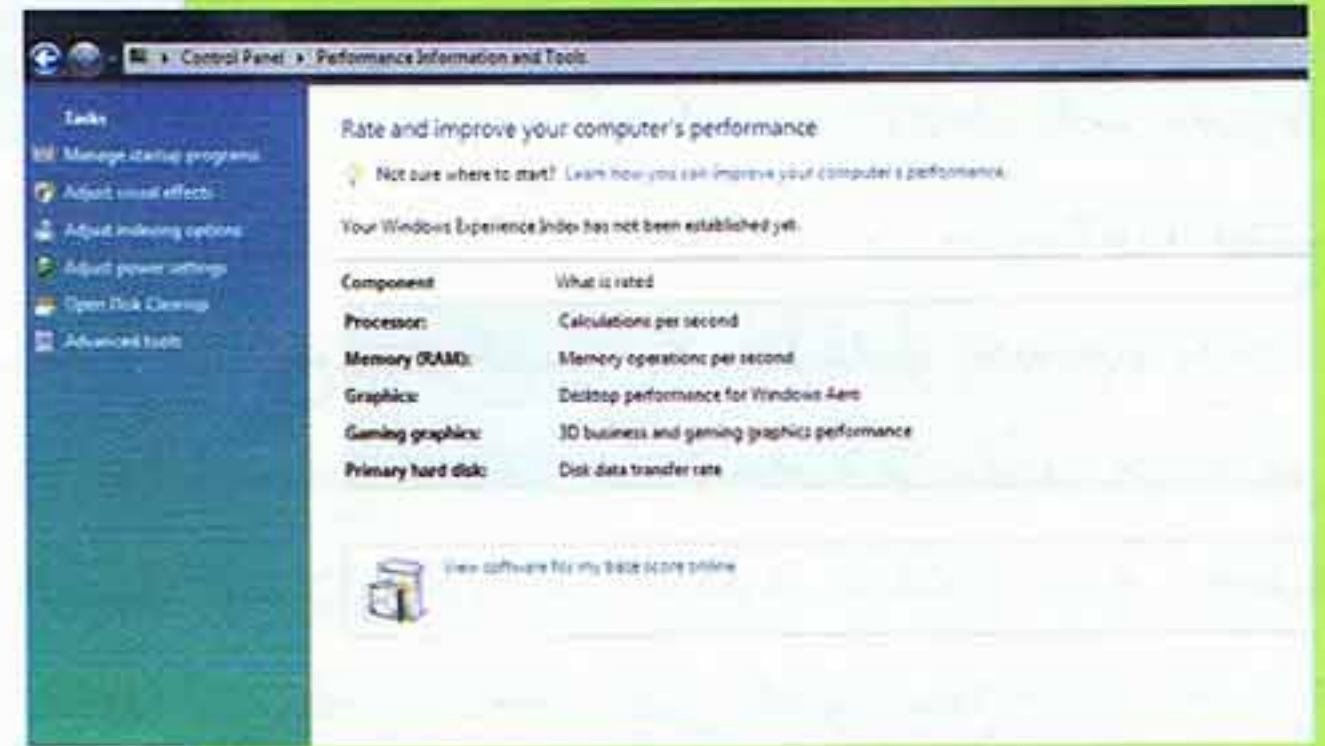 Control Panel ▸ Performance Information and Tools
Tasks
Manage startup programs
Adjust visual effects
Adjust indexing options
Adjust power settings
Open Disk Cleanup
Advanced tools
Rate and improve your computer's performance
Not sure where to start? Learn how you can improve your computer's performance.
Your Windows Experience Index has not been established yet.
Component What is rated
Processor: Calculations per second
Memory (RAM): Memory operations per second
Graphics: Desktop performance for Windows Aero
Gaming graphics: 3D business and gaming graphics performance
Primary hard disk: Disk data transfer rate
View software for my base score online